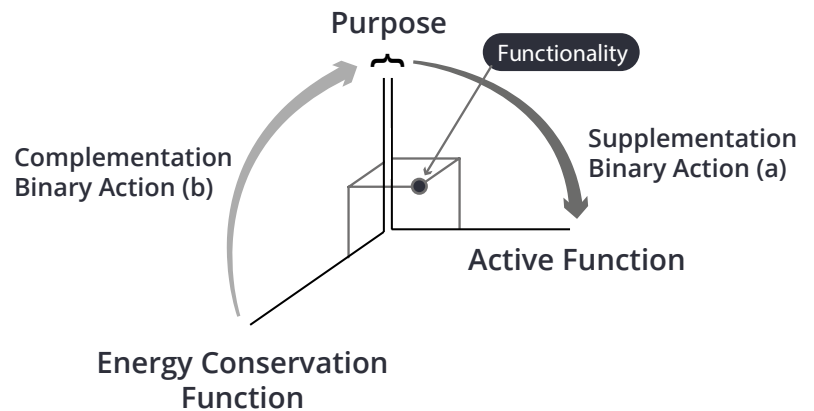 Purpose
Functionality
Complementation
Binary Action (b)
Supplementation
Binary Action (a)
Active Function
Energy Conservation
Function